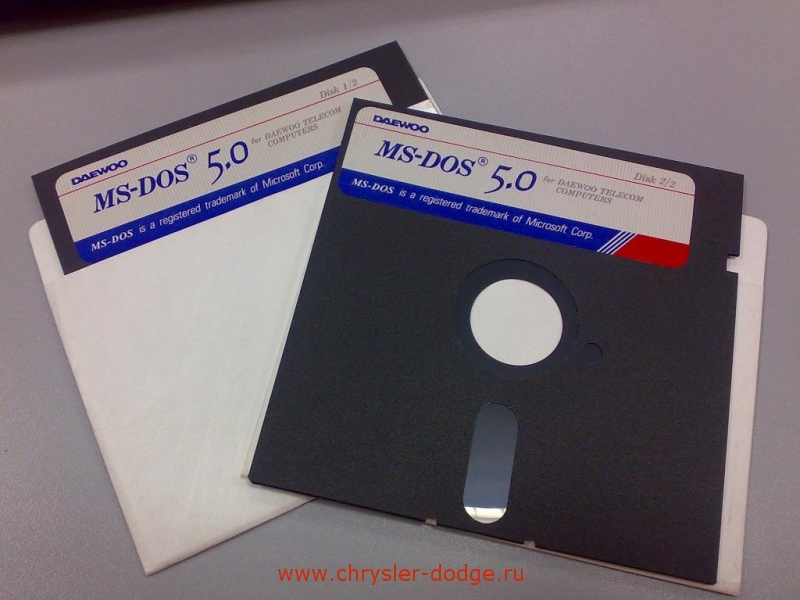 Disk 1/2
DAEWOO
MS-DOS® 5.0 for DAEWOO TELECOM
COMPUTERS
MS-DOS is a registered trademark of Microsoft Corp.
DAEWOO
MS-DOS® 5.0 for DAEWOO TELECOM
COMPUTERS
Disk 2/2
MS-DOS is a registered trademark of Microsoft Corp.
www.chrysler-dodge.ru